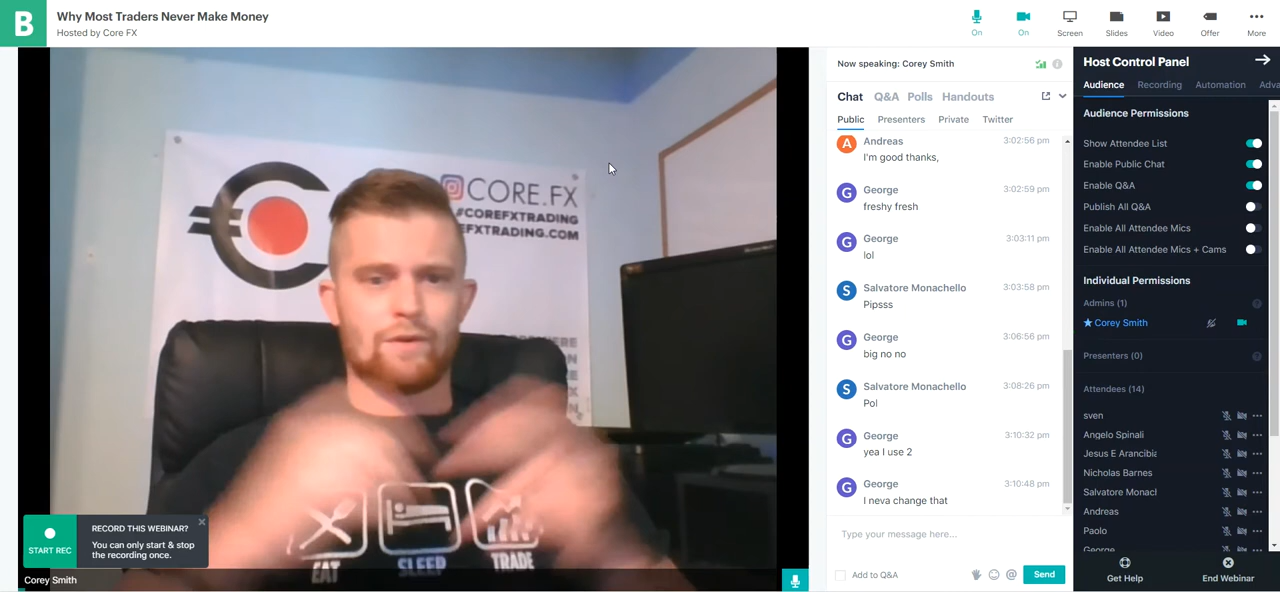 B
Why Most Traders Never Make Money
Hosted by Core FX
On
On
Screen
Slides
Video
Offer
More
CORE.FX
#COREFXTRADING
EFXTRADING.COM
EAT
SLEEP
TRADE
START REC
RECORD THIS WEBINAR?
You can only start & stop
the recording once.
Corey Smith
Now speaking: Corey Smith
Chat Q&A Polls Handouts
Public Presenters Private Twitter
A Andreas 3:02:56 pm
I'm good thanks,
G George 3:02:59 pm
freshy fresh
G George 3:03:11 pm
lol
S Salvatore Monachello 3:03:58 pm
Pipsss
G George 3:06:56 pm
big no no
S Salvatore Monachello 3:08:26 pm
Pol
G George 3:10:32 pm
yea I use 2
G George 3:10:48 pm
I neva change that
Type your message here...
Add to Q&A
Send
Host Control Panel
Audience Recording Automation Adva
Audience Permissions
Show Attendee List
Enable Public Chat
Enable Q&A
Publish All Q&A
Enable All Attendee Mics
Enable All Attendee Mics + Cams
Individual Permissions
Admins (1)
Corey Smith
Presenters (0)
Attendees (14)
sven
Angelo Spinali
Jesus E Arancibia
Nicholas Barnes
Salvatore Monacl
Andreas
Paolo
George
Get Help
End Webinar